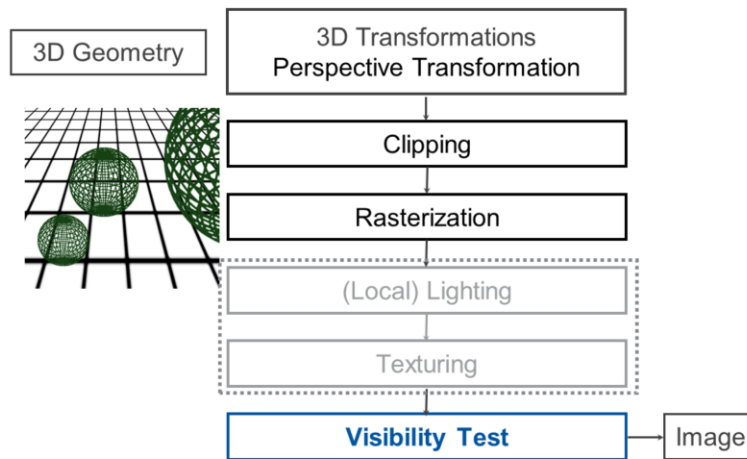 3D Geometry
3D Transformations
Perspective Transformation
Clipping
Rasterization
(Local) Lighting
Texturing
Visibility Test
Image